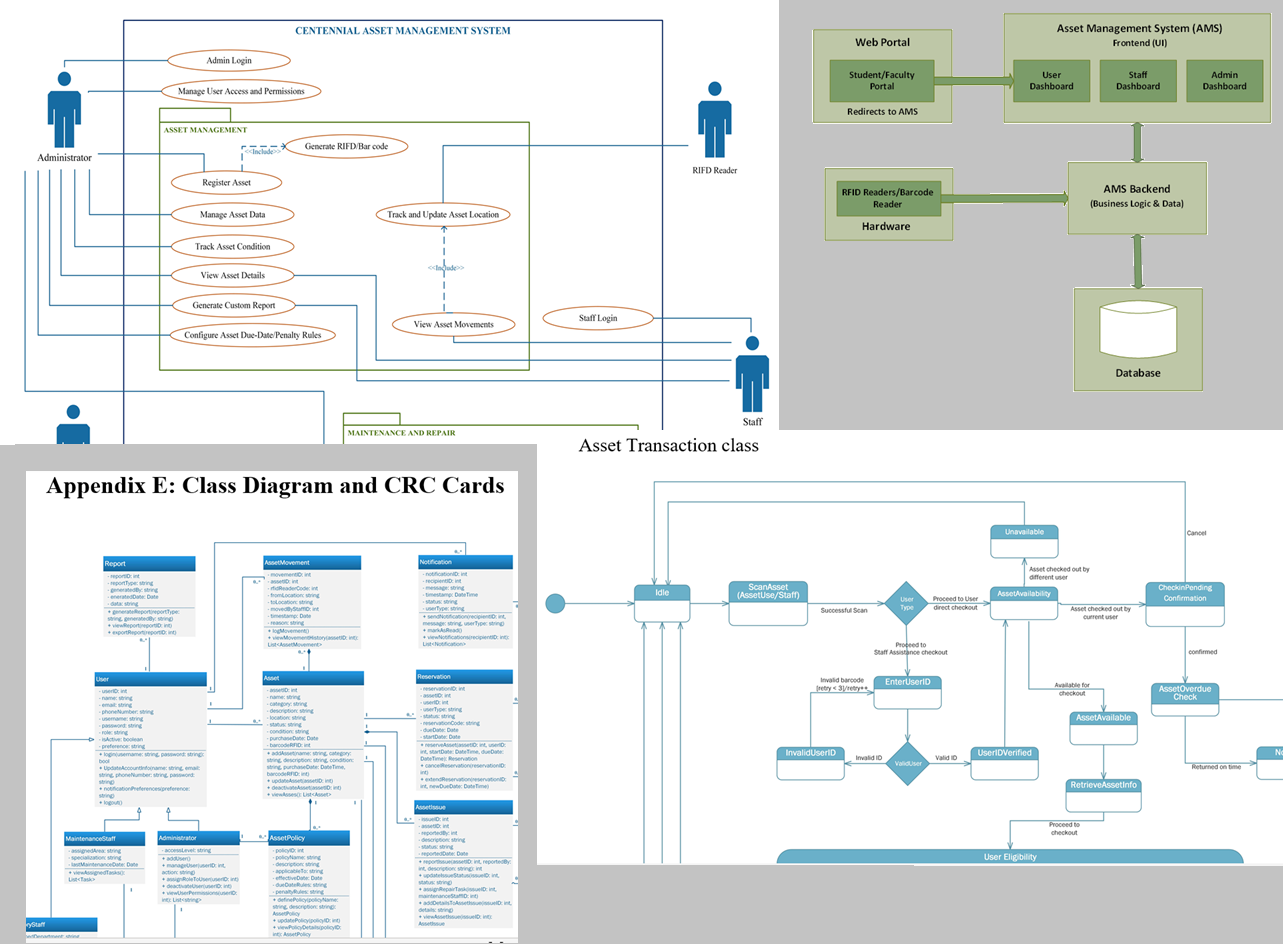 CENTENNIAL ASSET MANAGEMENT SYSTEM
Admin Login
Manage User Access and Permissions
Administrator
ASSET MANAGEMENT
<<Include>>
Generate RIFD/Bar code
Register Asset
Manage Asset Data
Track Asset Condition
View Asset Details
Generate Custom Report
Configure Asset Due-Date/Penalty Rules
Track and Update Asset Location
<<Include>>
View Asset Movements
RIFD Reader
Staff Login
Staff
MAINTENANCE AND REPAIR
Web Portal
Student/Faculty
Portal
Redirects to AMS
Asset Management System (AMS)
Frontend (UI)
User
Dashboard
Staff
Dashboard
Admin
Dashboard
RFID Readers/Barcode
Reader
Hardware
AMS Backend
(Business Logic & Data)
Database
Appendix E: Class Diagram and CRC Cards
Report
- reportID: int
- reportType: string
- generatedBy: string
- eneratedDate: Date
- data: string
+ generateReport(reportType:
string, generatedBy: string)
+ viewReport(reportID: int)
+ exportReport(reportID: int)
0..*
AssetMovement
- movementID: int
- assetID: int
- rfidReaderCode: int
- fromLocation: string
- toLocation: string
- movedByStaffID: int
- timestamp: Date
- reason: string
+ logMovement()
+ viewMovementHistory(assetID: int):
List<AssetMovement>
0..*
0..*
Notification
- notificationID: int
- recipientID: int
- message: string
- timestamp: DateTime
- status: string
- userType: string
+ sendNotification(recipientID: int,
message: string, userType: string)
+ markAsRead()
+ viewNotifications(recipientID: int):
List<Notification>
0..*
User
- userID: int
- name: string
- email: string
- phoneNumber: string
- username: string
- password: string
- role: string
- isActive: boolean
- preference: string
+ login(username: string, password: string):
bool
+ UpdateAccountInfo(name: string, email:
string, phoneNumber: string, password:
string)
+ notificationPreferences(preference:
string)
+ logout()
1
1
1
1
0..*
Asset
- assetID: int
- name: string
- category: string
- description: string
- location: string
- status: string
- condition: string
- purchaseDate: Date
- barcodeRFID: int
+ addAsset(name: string, category:
string, description: string, condition:
string, purchaseDate: DateTime,
barcodeRFID: int)
+ updateAsset(assetID: int)
+ deactivateAsset(assetID: int)
+ viewAsses(): List<Asset>
1
1
1
1
0..*
Reservation
- reservationID: int
- assetID: int
- userID: int
- userType: string
- status: string
- reservationCode: string
- dueDate: Date
- startDate: Date
+ reserveAsset(assetID: int, userID:
int, startDate: DateTime, dueDate:
DateTime): Reservation
+ cancelReservation(reservationID:
int)
+ extendReservation(reservationID:
int, newDueDate: DateTime)
0..*
AssetIssue
- issueID: int
- assetID: int
- reportedBy: int
- description: string
- status: string
- reportedDate: Date
+ reportIssue(assetID: int, reportedBy:
int, description: string): int
+ updateIssueStatus(issueID: int,
status: string)
+ assignRepairTask(issueID: int,
maintenanceStaffID: int)
+ addDetailsToAssetIssue(issueID: int,
details: string)
+ viewAssetIssue(issueID: int):
AssetIssue
MaintenanceStaff
- assignedArea: string
- specialization: string
- lastMaintenanceDate: Date
+ viewAssignedTasks():
List<Task>
Administrator
- accessLevel: string
+ addUser()
+ manageUser(userID: int,
action: string)
+ assignRoleToUser(userID: int)
+ deactivateUser(userID: int)
+ viewUserPermissions(userID:
int): List<string>
1
0..*
0..*
AssetPolicy
- policyID: int
- policyName: string
- description: string
- applicableTo: string
- effectiveDate: Date
- dueDateRules: string
- penaltyRules: string
+ definePolicy(policyName:
string, description: string):
AssetPolicy
+ updatePolicy(policyID: int)
+ viewPolicyDetails(policyID:
int): AssetPolicy
ryStaff
Asset Transaction class
Idle
ScanAsset
(AssetUse/Staff)
Successful Scan
User
Type
Proceed to User
direct checkout
AssetAvailability
Unavailable
Asset checked out by
different user
Asset checked out by
current user
Cancel
CheckinPending
Confirmation
confirmed
AssetOverdue
Check
Returned on time
No
Proceed to
Staff Assistance checkout
EnterUserID
Invalid barcode
[retry < 3]/retry++
InvalidUserID
Invalid ID
ValidUser
Valid ID
UserIDVerified
Available for
checkout
AssetAvailable
RetrieveAssetInfo
Proceed to
checkout
User Eligibility